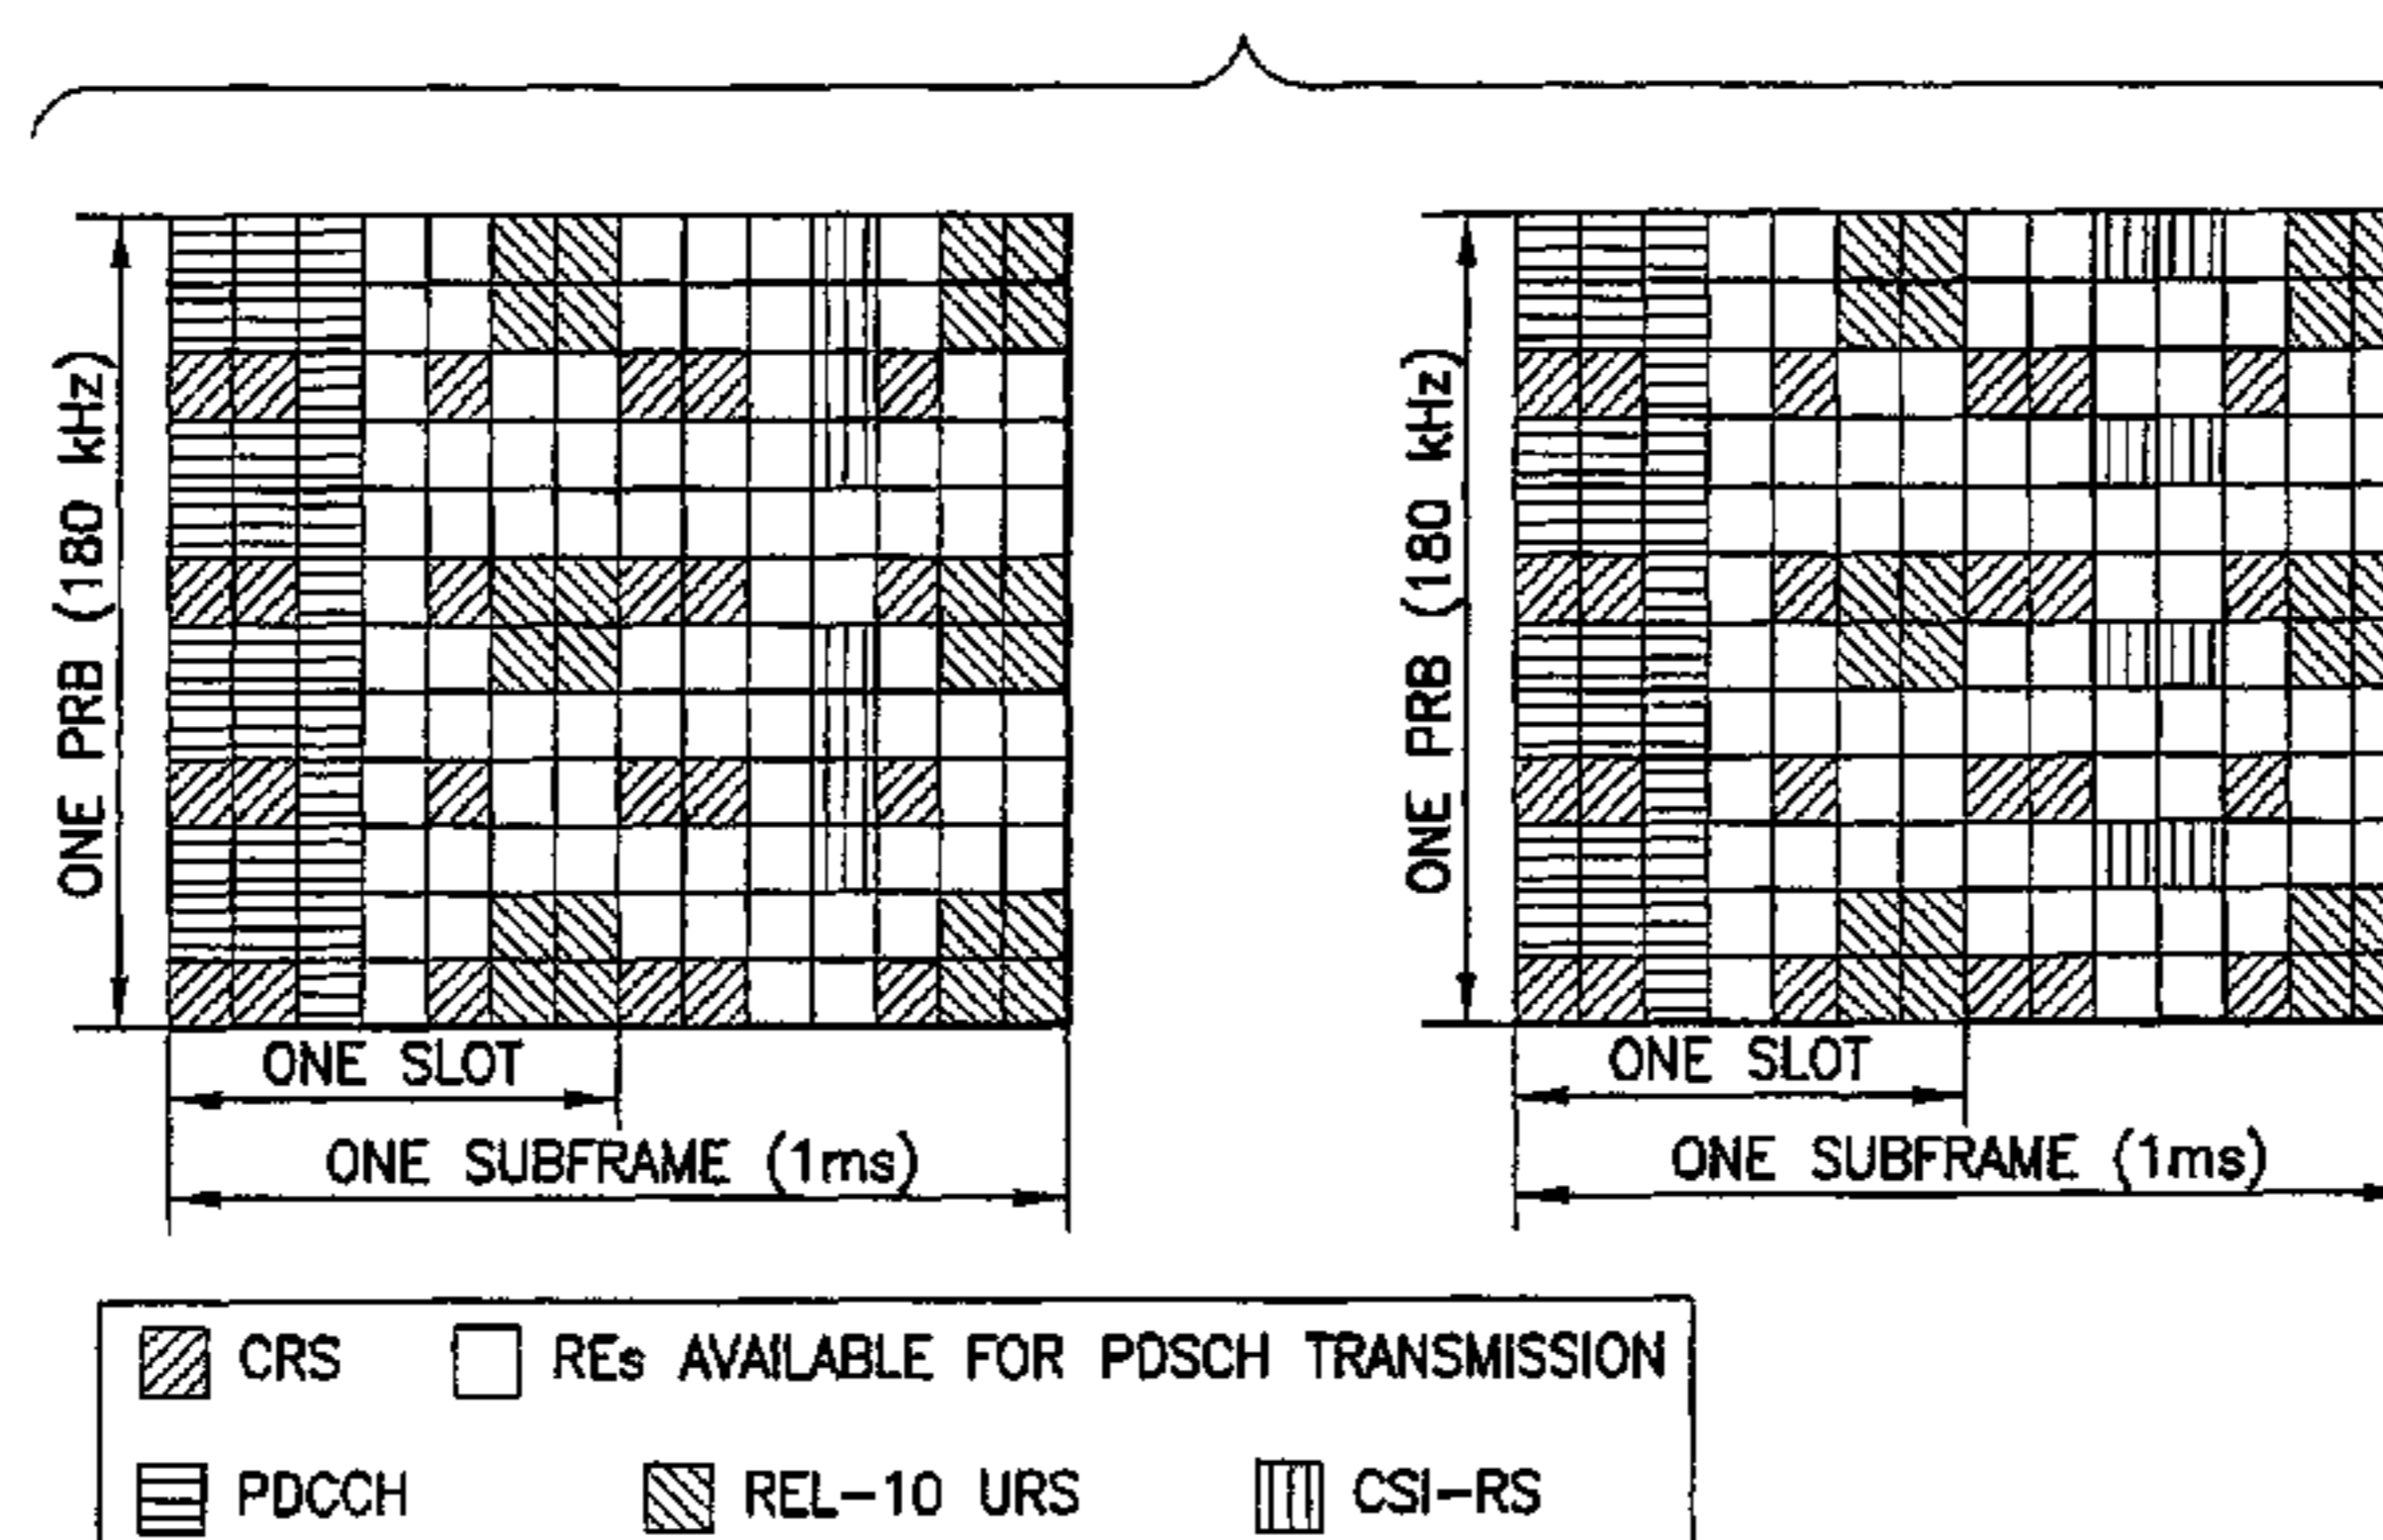 ONE PRB (180 kHz)
ONE SLOT
ONE SUBFRAME (1ms)
ONE PRB (180 kHz)
ONE SLOT
ONE SUBFRAME (1ms)
CRS
REs AVAILABLE FOR PDSCH TRANSMISSION
PDCCH
REL-10 URS
CSI-RS